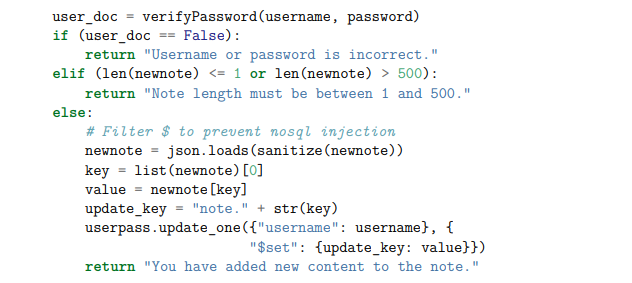 user_doc = verifyPassword(username, password)
if (user_doc == False):
    return "Username or password is incorrect."
elif (len(newnote) <= 1 or len(newnote) > 500):
    return "Note length must be between 1 and 500."
else:
    # Filter $ to prevent nosql injection
    newnote = json.loads(sanitize(newnote))
    key = list(newnote)[0]
    value = newnote[key]
    update_key = "note." + str(key)
    userpass.update_one({"username": username}, {
                        "$set": {update_key: value}})
    return "You have added new content to the note."